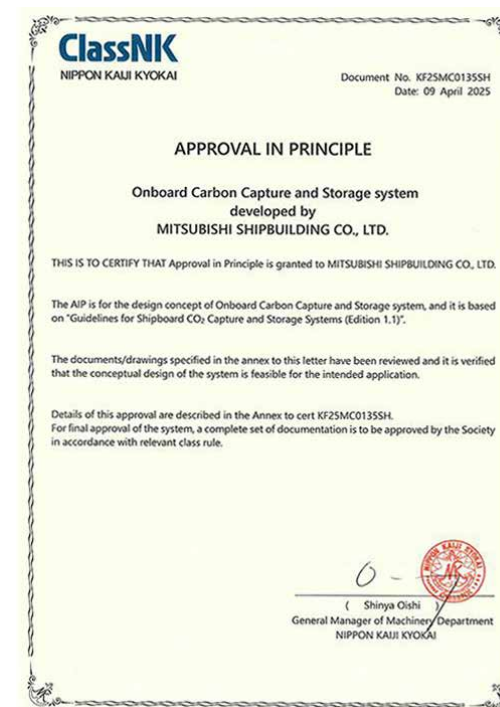 ClassNK
NIPPON KAIJI KYOKAI
Document No. KF25MC0135SH
Date: 09 April 2025
APPROVAL IN PRINCIPLE
Onboard Carbon Capture and Storage system
developed by
MITSUBISHI SHIPBUILDING CO., LTD.
THIS IS TO CERTIFY THAT Approval in Principle is granted to MITSUBISHI SHIPBUILDING CO., LTD.
The AIP is for the design concept of Onboard Carbon Capture and Storage system, and it is based
on "Guidelines for Shipboard CO₂ Capture and Storage Systems (Edition 1.1)".
The documents/drawings specified in the annex to this letter have been reviewed and it is verified
that the conceptual design of the system is feasible for the intended application.
Details of this approval are described in the Annex to cert KF25MC0135SH.
For final approval of the system, a complete set of documentation is to be approved by the Society
in accordance with relevant class rule.
NIPPON KAIJI KYOKAI
( Shinya Oishi )
General Manager of Machinery Department
NIPPON KAIJI KYOKAI